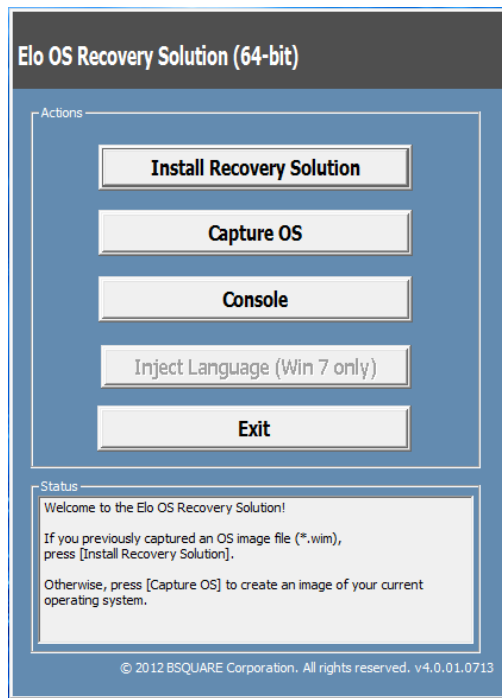 Elo OS Recovery Solution (64-bit)
Actions
Install Recovery Solution
Capture OS
Console
Inject Language (Win 7 only)
Exit
Status
Welcome to the Elo OS Recovery Solution!
If you previously captured an OS image file (*.wim),
press [Install Recovery Solution].
Otherwise, press [Capture OS] to create an image of your current
operating system.
© 2012 BSQUARE Corporation. All rights reserved. v4.0.01.0713